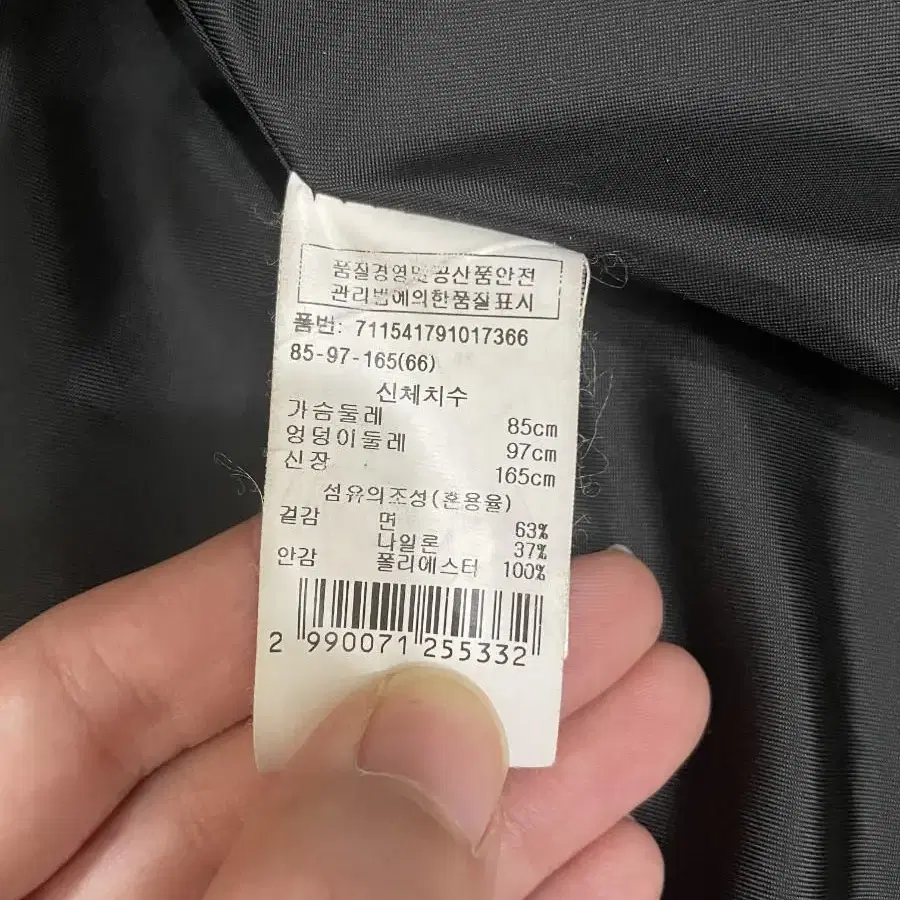 품질경영및공산품안전
관리법에의한품질표시
품번: 711541791017366
85-97-165(66)
신체치수
가슴둘레 85cm
엉덩이둘레 97cm
신장 165cm
섬유의조성(혼용율)
겉감 면 63%
나일론 37%
안감 폴리에스터 100%
2 990071 255332